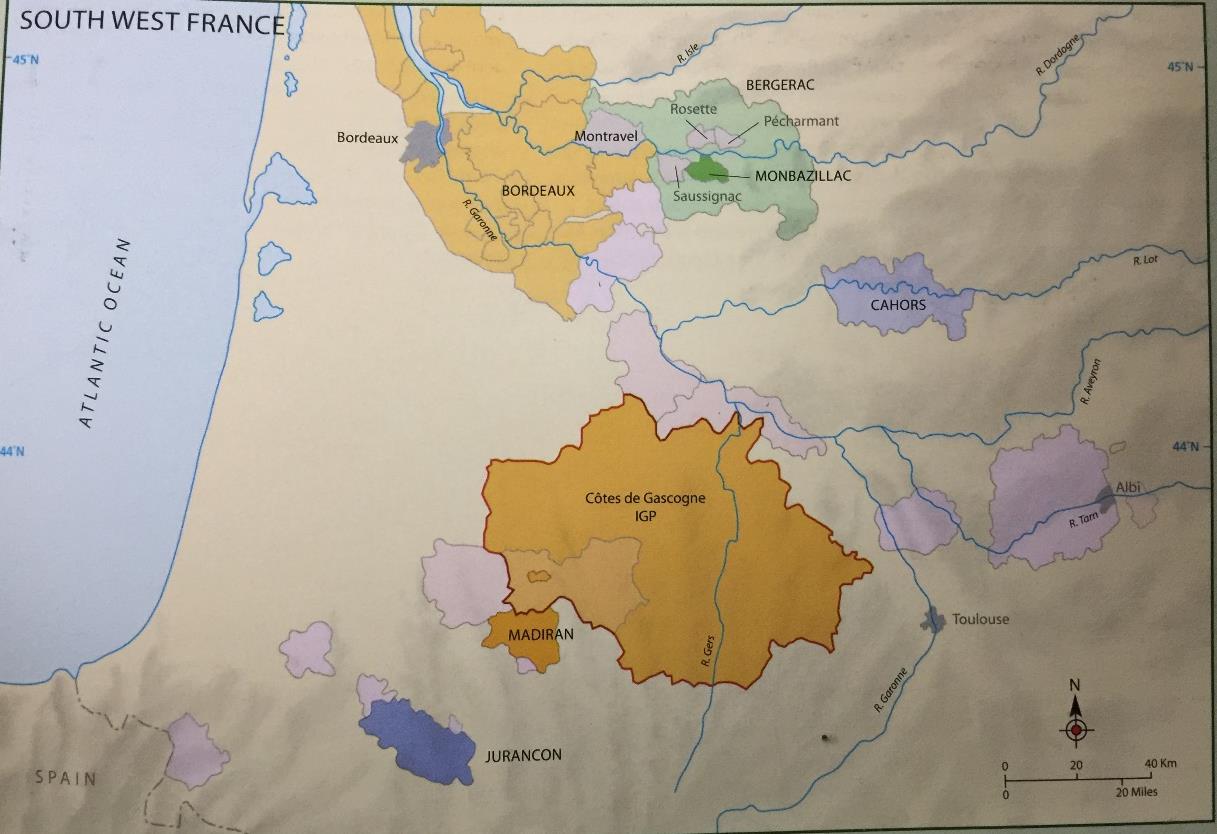 SOUTH WEST FRANCE
45°N
45°N
R. Isle
R. Dordogne
BERGERAC
Rosette
Pécharmant
Bordeaux
Montravel
MONBAZILLAC
BORDEAUX
Saussignac
R. Garonne
ATLANTIC OCEAN
R. Lot
CAHORS
R. Aveyron
44°N
44°N
Côtes de Gascogne
IGP
Albi
R. Tarn
Toulouse
MADIRAN
R. Gers
R. Garonne
N
JURANCON
SPAIN
0 20 40 Km
0 20 Miles